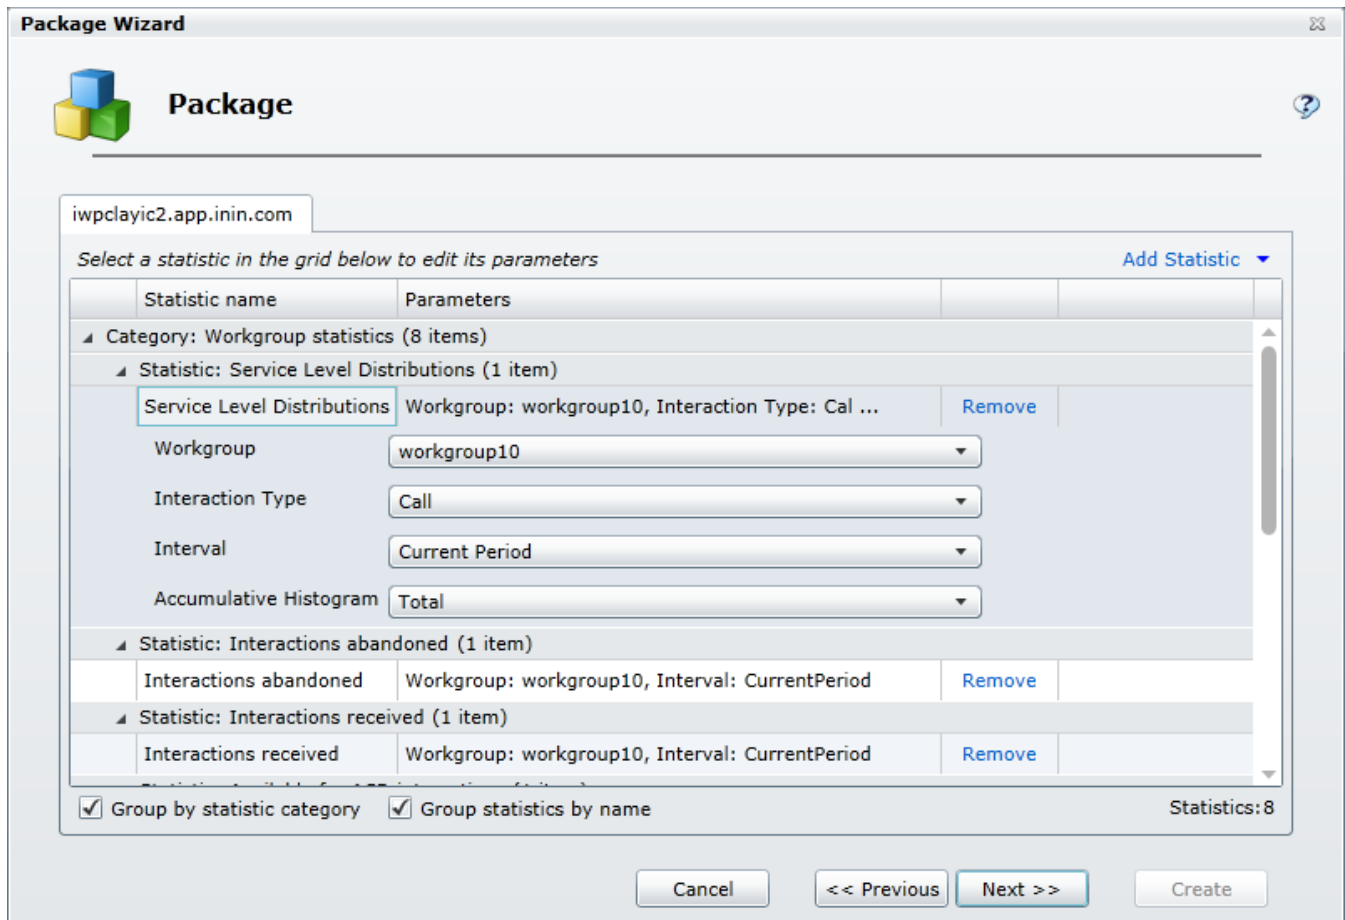 Package Wizard
Package
iwpclayic2.app.inin.com
Select a statistic in the grid below to edit its parameters Add Statistic
Statistic name Parameters
Category: Workgroup statistics (8 items)
Statistic: Service Level Distributions (1 item)
Service Level Distributions Workgroup: workgroup10, Interaction Type: Cal ... Remove
Workgroup workgroup10
Interaction Type Call
Interval Current Period
Accumulative Histogram Total
Statistic: Interactions abandoned (1 item)
Interactions abandoned Workgroup: workgroup10, Interval: CurrentPeriod Remove
Statistic: Interactions received (1 item)
Interactions received Workgroup: workgroup10, Interval: CurrentPeriod Remove
Group by statistic category Group statistics by name Statistics:8
Cancel << Previous Next >> Create